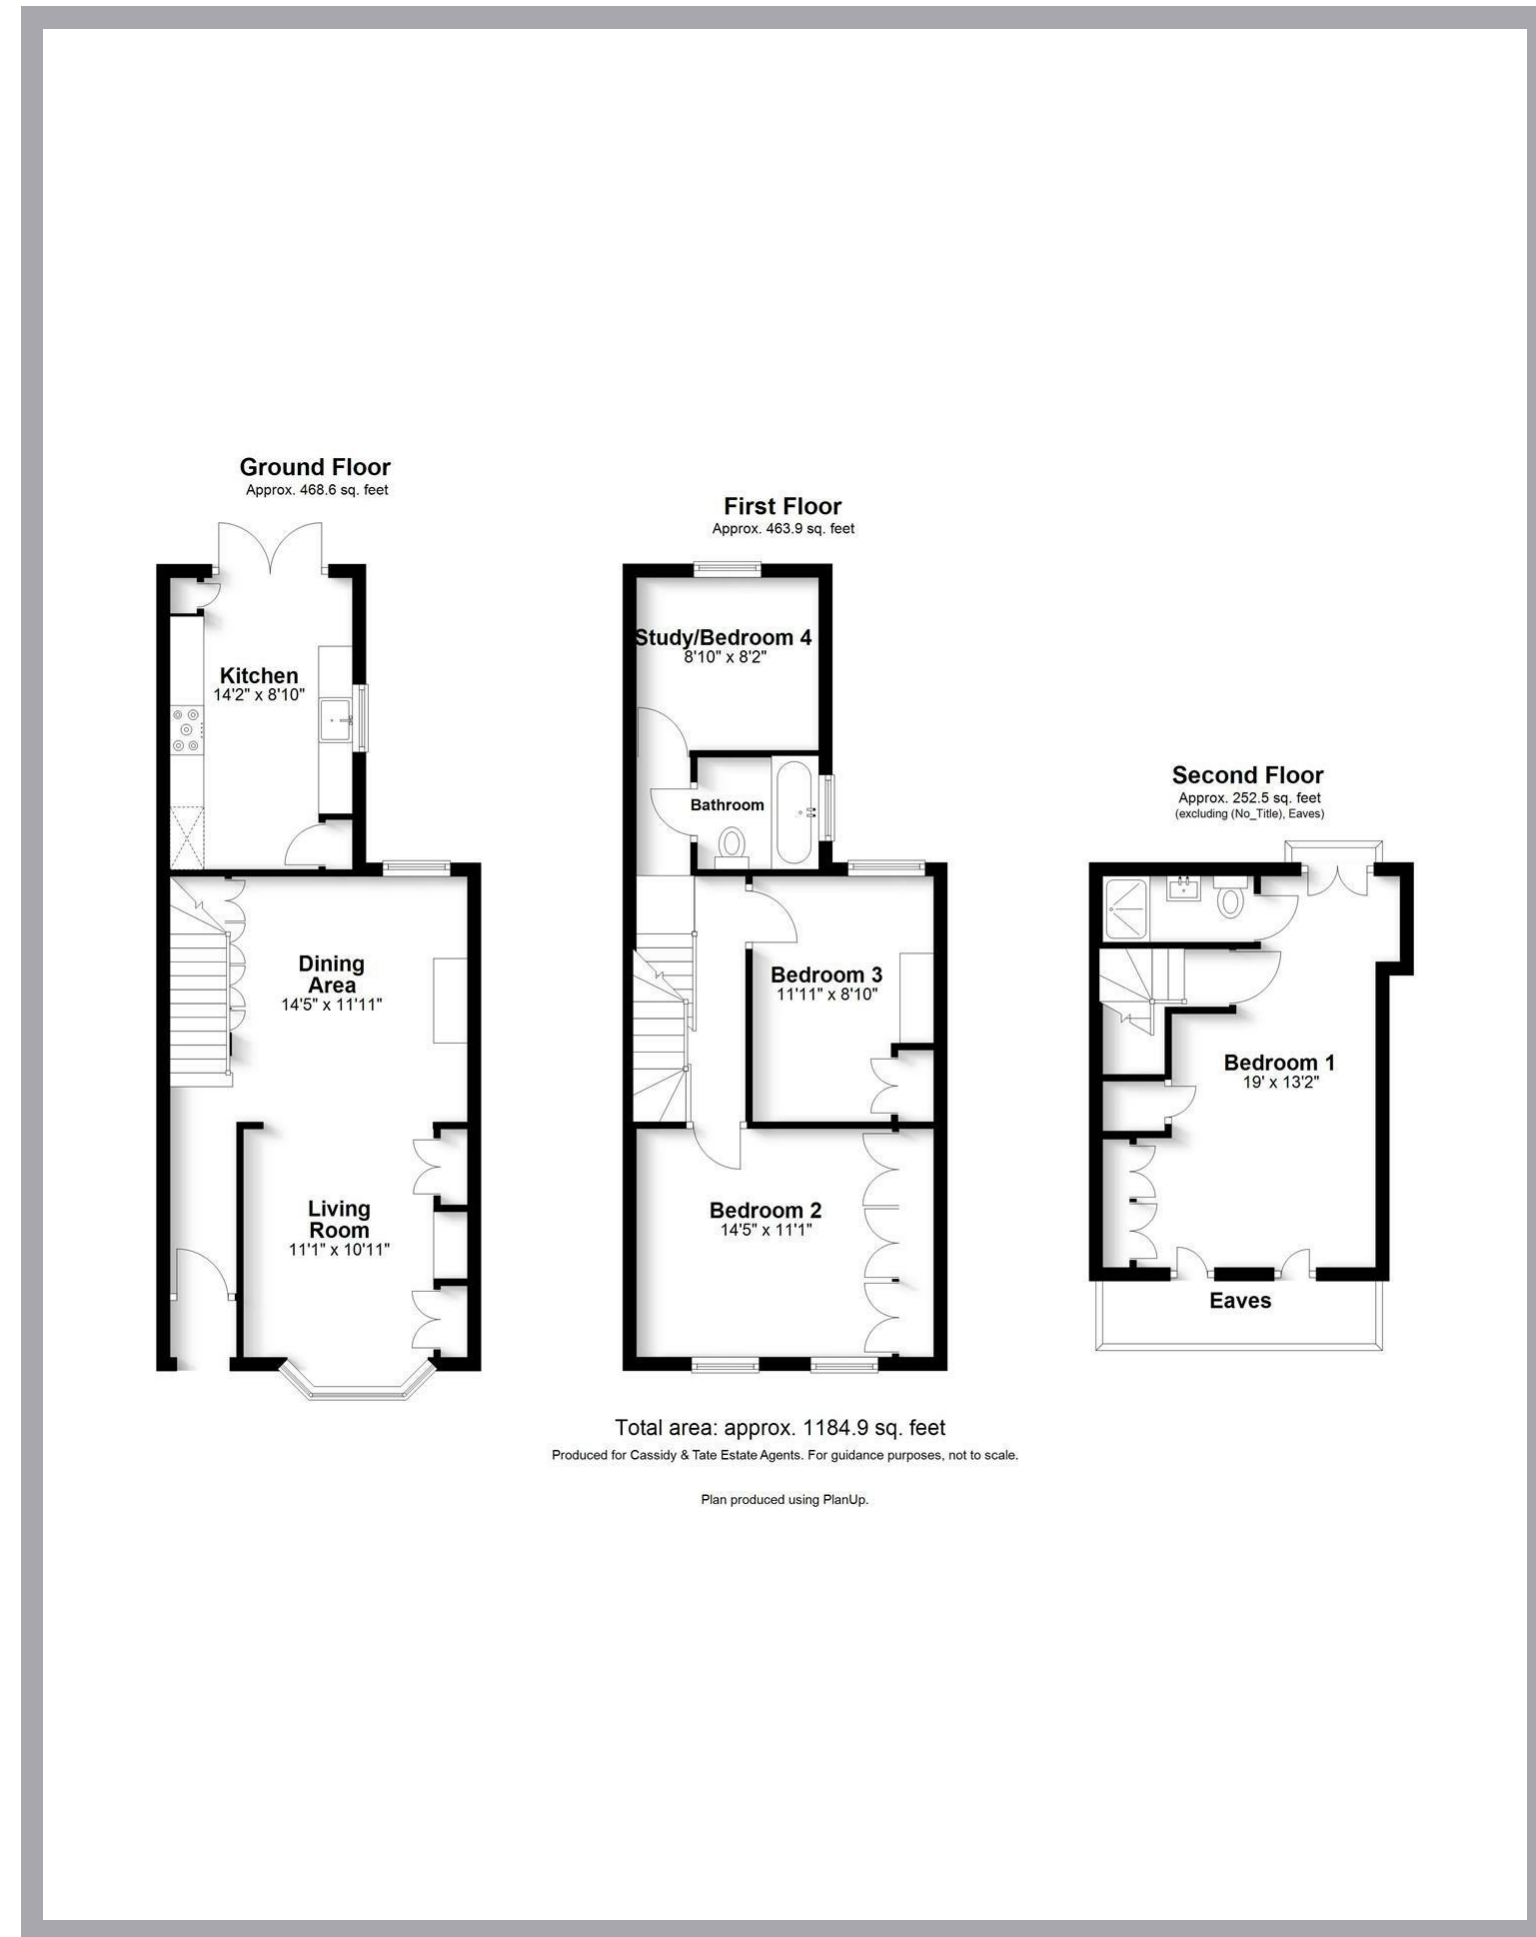 Ground Floor
Approx. 468.6 sq. feet
Kitchen
14'2" x 8'10"
Dining
Area
14'5" x 11'11"
Living
Room
11'1" x 10'11"
First Floor
Approx. 463.9 sq. feet
Study/Bedroom 4
8'10" x 8'2"
Bathroom
Bedroom 3
11'11" x 8'10"
Bedroom 2
14'5" x 11'1"
Second Floor
Approx. 252.5 sq. feet
(excluding (No_Title), Eaves)
Bedroom 1
19' x 13'2"
Eaves
Total area: approx. 1184.9 sq. feet
Produced for Cassidy & Tate Estate Agents. For guidance purposes, not to scale.
Plan produced using PlanUp.